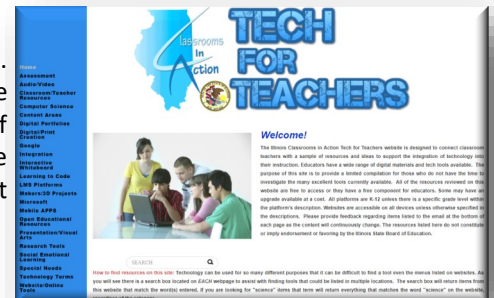 .
e
f
e
t
Home
Assessment
Audio/Video
Classroom/Teacher
Resources
Computer Science
Content Areas
Digital Portfolios
Digital/Print
Creation
Google
Integration
Interactive
Whiteboard
Learning to Code
LMS Platforms
Makers/3D Projects
Microsoft
Mobile APPS
Open Educational
Resources
Presentation/Visual
Arts
Research Tools
Social Emotional
Learning
Special Needs
Technology Terms
Website/Online
Tools
Classrooms
In
Action
TECH
FOR
TEACHERS
Welcome!
The Illinois Classrooms in Action Tech for Teachers website is designed to connect classroom
teachers with a sample of resources and ideas to support the integration of technology into
their instruction. Educators have a wide range of digital materials and tech tools available. The
purpose of this site is to provide a limited compilation for those who do not have the time to
investigate the many excellent tools currently available. All of the resources reviewed on this
website are free to access or they have a free component for educators. Some may have an
upgrade available at a cost. All platforms are K-12 unless there is a specific grade level within
the platform's description. Websites are accessible on all devices unless otherwise specified in
the descriptions. Please provide feedback regarding items listed to the email at the bottom of
each page as the content will continuously change. The resources listed here do not constitute
or imply endorsement or favoring by the Illinois State Board of Education.
SEARCH
How to find resources on this site: Technology can be used for so many different purposes that it can be difficult to find a tool even the menus listed on websites. As
you will see there is a search box located on EACH webpage to assist with finding tools that could be listed in multiple locations. The search box will return items from
this website that match the word(s) entered. If you are looking for "science" items that term will return everything that matches the word "science" on the website,